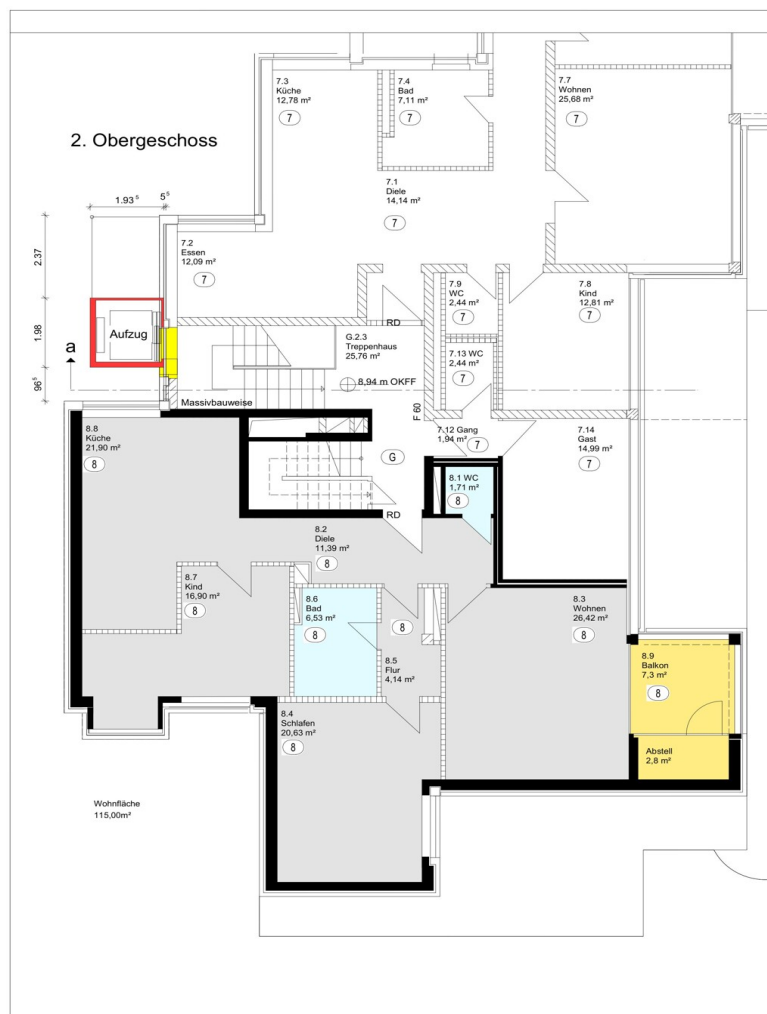 2. Obergeschoss
7.3
Küche
12,78 m²
7
7.4
Bad
7,11 m²
7
7.7
Wohnen
25,68 m²
7
7.1
Diele
14,14 m²
7
1.93⁵
5⁵
2.37
7.2
Essen
12,09 m²
7
7.9
WC
2,44 m²
7
7.8
Kind
12,81 m²
7
1.98
Aufzug
a
96⁵
RD
G.2.3
Treppenhaus
25,76 m²
8,94 m OKFF
7.13 WC
2,44 m²
7
Massivbauweise
F 60
8.8
Küche
21,90 m²
8
G
7.12 Gang
1,94 m²
7
7.14
Gast
14,99 m²
7
8.1 WC
1,71 m²
8
RD
8.2
Diele
11,39 m²
8
8.7
Kind
16,90 m²
8
8.6
Bad
6,53 m²
8
8
8.5
Flur
4,14 m²
8.3
Wohnen
26,42 m²
8
8.9
Balkon
7,3 m²
8
8.4
Schlafen
20,63 m²
8
Abstell
2,8 m²
Wohnfläche
115,00m²